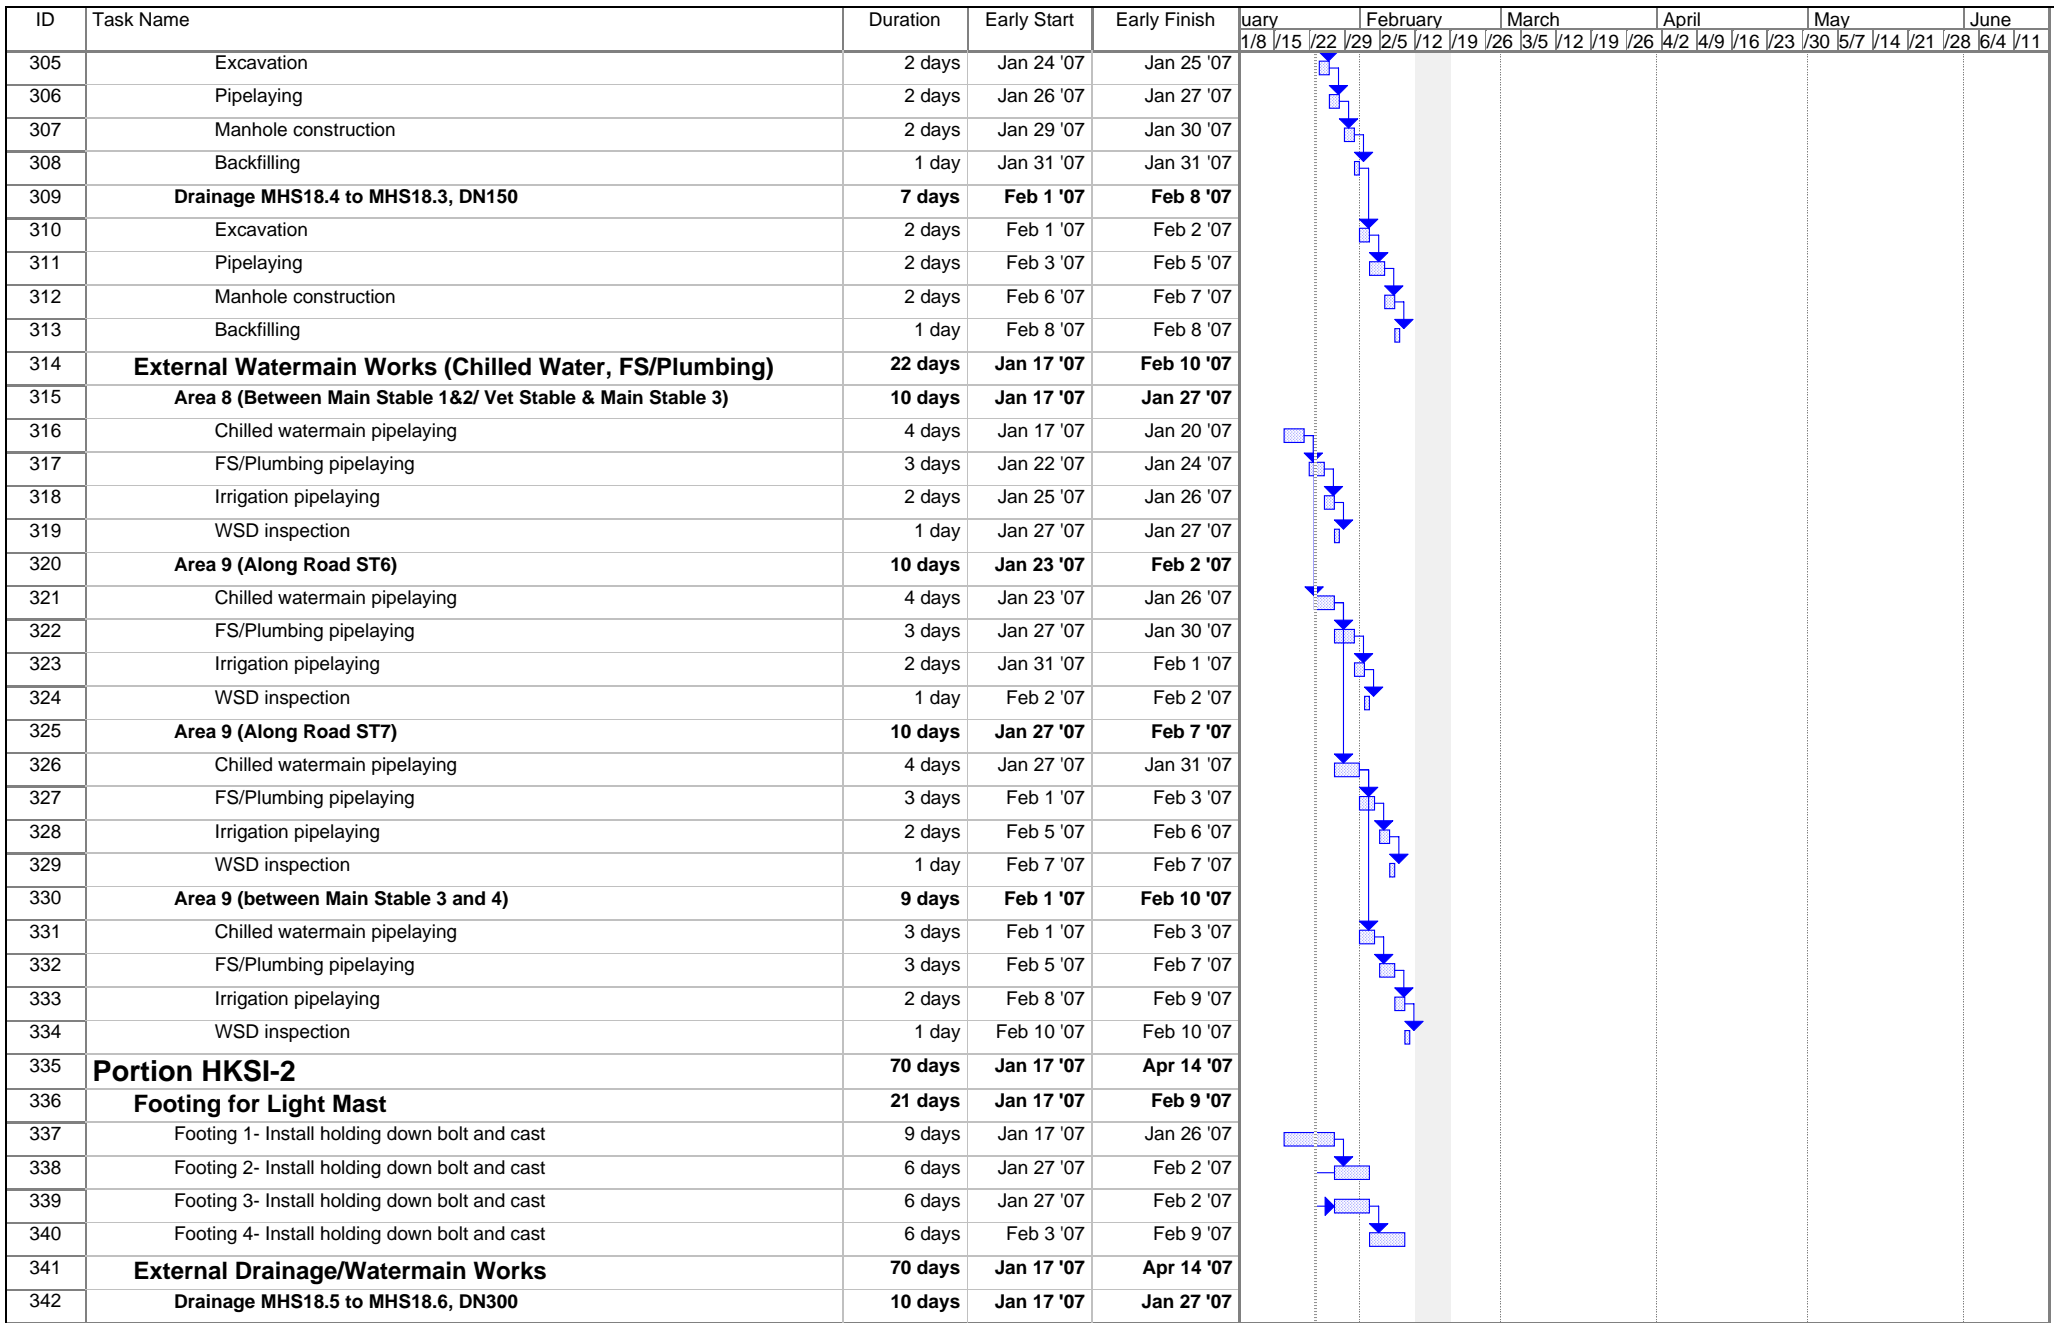 ID Task Name Duration Early Start Early Finish uary February March April May June
1/8 /15 /22 /29 2/5 /12 /19 /26 3/5 /12 /19 /26 4/2 4/9 /16 /23 /30 5/7 /14 /21 /28 6/4 /11
305 Excavation 2 days Jan 24 '07 Jan 25 '07
306 Pipelaying 2 days Jan 26 '07 Jan 27 '07
307 Manhole construction 2 days Jan 29 '07 Jan 30 '07
308 Backfilling 1 day Jan 31 '07 Jan 31 '07
309 Drainage MHS18.4 to MHS18.3, DN150 7 days Feb 1 '07 Feb 8 '07
310 Excavation 2 days Feb 1 '07 Feb 2 '07
311 Pipelaying 2 days Feb 3 '07 Feb 5 '07
312 Manhole construction 2 days Feb 6 '07 Feb 7 '07
313 Backfilling 1 day Feb 8 '07 Feb 8 '07
314 External Watermain Works (Chilled Water, FS/Plumbing) 22 days Jan 17 '07 Feb 10 '07
315 Area 8 (Between Main Stable 1&2/ Vet Stable & Main Stable 3) 10 days Jan 17 '07 Jan 27 '07
316 Chilled watermain pipelaying 4 days Jan 17 '07 Jan 20 '07
317 FS/Plumbing pipelaying 3 days Jan 22 '07 Jan 24 '07
318 Irrigation pipelaying 2 days Jan 25 '07 Jan 26 '07
319 WSD inspection 1 day Jan 27 '07 Jan 27 '07
320 Area 9 (Along Road ST6) 10 days Jan 23 '07 Feb 2 '07
321 Chilled watermain pipelaying 4 days Jan 23 '07 Jan 26 '07
322 FS/Plumbing pipelaying 3 days Jan 27 '07 Jan 30 '07
323 Irrigation pipelaying 2 days Jan 31 '07 Feb 1 '07
324 WSD inspection 1 day Feb 2 '07 Feb 2 '07
325 Area 9 (Along Road ST7) 10 days Jan 27 '07 Feb 7 '07
326 Chilled watermain pipelaying 4 days Jan 27 '07 Jan 31 '07
327 FS/Plumbing pipelaying 3 days Feb 1 '07 Feb 3 '07
328 Irrigation pipelaying 2 days Feb 5 '07 Feb 6 '07
329 WSD inspection 1 day Feb 7 '07 Feb 7 '07
330 Area 9 (between Main Stable 3 and 4) 9 days Feb 1 '07 Feb 10 '07
331 Chilled watermain pipelaying 3 days Feb 1 '07 Feb 3 '07
332 FS/Plumbing pipelaying 3 days Feb 5 '07 Feb 7 '07
333 Irrigation pipelaying 2 days Feb 8 '07 Feb 9 '07
334 WSD inspection 1 day Feb 10 '07 Feb 10 '07
335 Portion HKSI-2 70 days Jan 17 '07 Apr 14 '07
336 Footing for Light Mast 21 days Jan 17 '07 Feb 9 '07
337 Footing 1- Install holding down bolt and cast 9 days Jan 17 '07 Jan 26 '07
338 Footing 2- Install holding down bolt and cast 6 days Jan 27 '07 Feb 2 '07
339 Footing 3- Install holding down bolt and cast 6 days Jan 27 '07 Feb 2 '07
340 Footing 4- Install holding down bolt and cast 6 days Feb 3 '07 Feb 9 '07
341 External Drainage/Watermain Works 70 days Jan 17 '07 Apr 14 '07
342 Drainage MHS18.5 to MHS18.6, DN300 10 days Jan 17 '07 Jan 27 '07